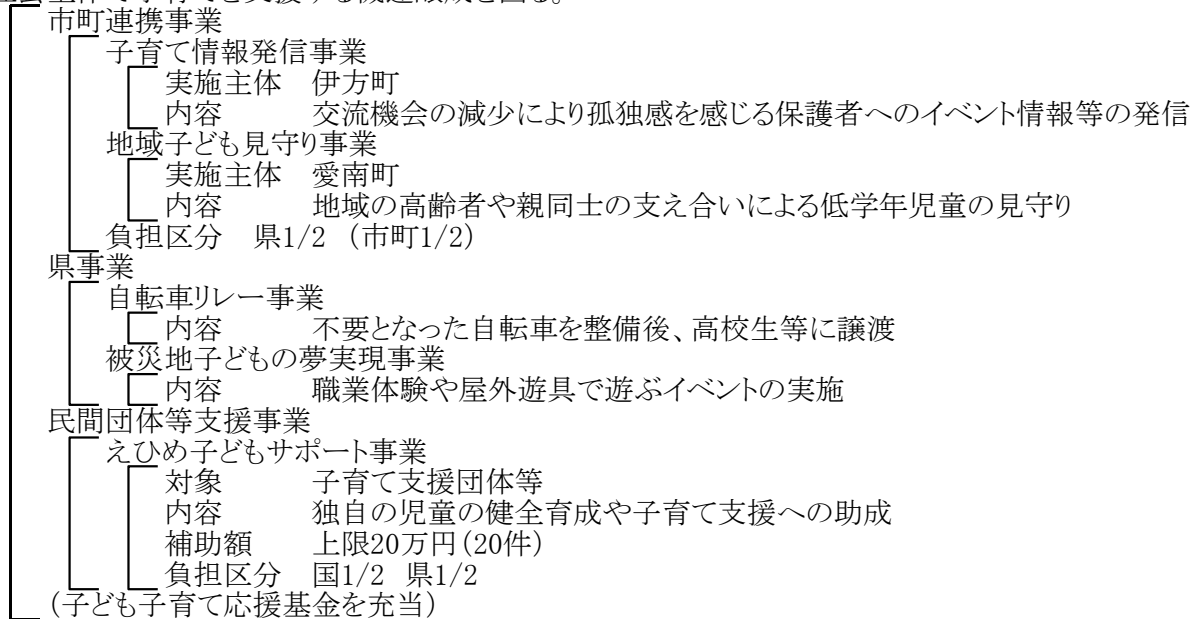 市町連携事業
子育て情報発信事業
実施主体　伊方町
内容　交流機会の減少により孤独感を感じる保護者へのイベント情報等の発信
地域子ども見守り事業
実施主体　愛南町
内容　地域の高齢者や親同士の支え合いによる低学年児童の見守り
負担区分　県1/2 （市町1/2）
県事業
自転車リレー事業
内容　不要となった自転車を整備後、高校生等に譲渡
被災地子どもの夢実現事業
内容　職業体験や屋外遊具で遊ぶイベントの実施
民間団体等支援事業
えひめ子どもサポート事業
対象　子育て支援団体等
内容　独自の児童の健全育成や子育て支援への助成
補助額　上限20万円（20件）
負担区分　国1/2 県1/2
（子ども子育て応援基金を充当）